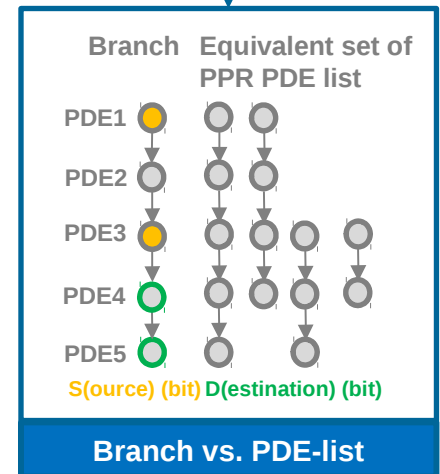 Branch Equivalent set of
PPR PDE list
PDE1
PDE2
PDE3
PDE4
PDE5
S(ource) (bit) D(estination) (bit)
Branch vs. PDE-list